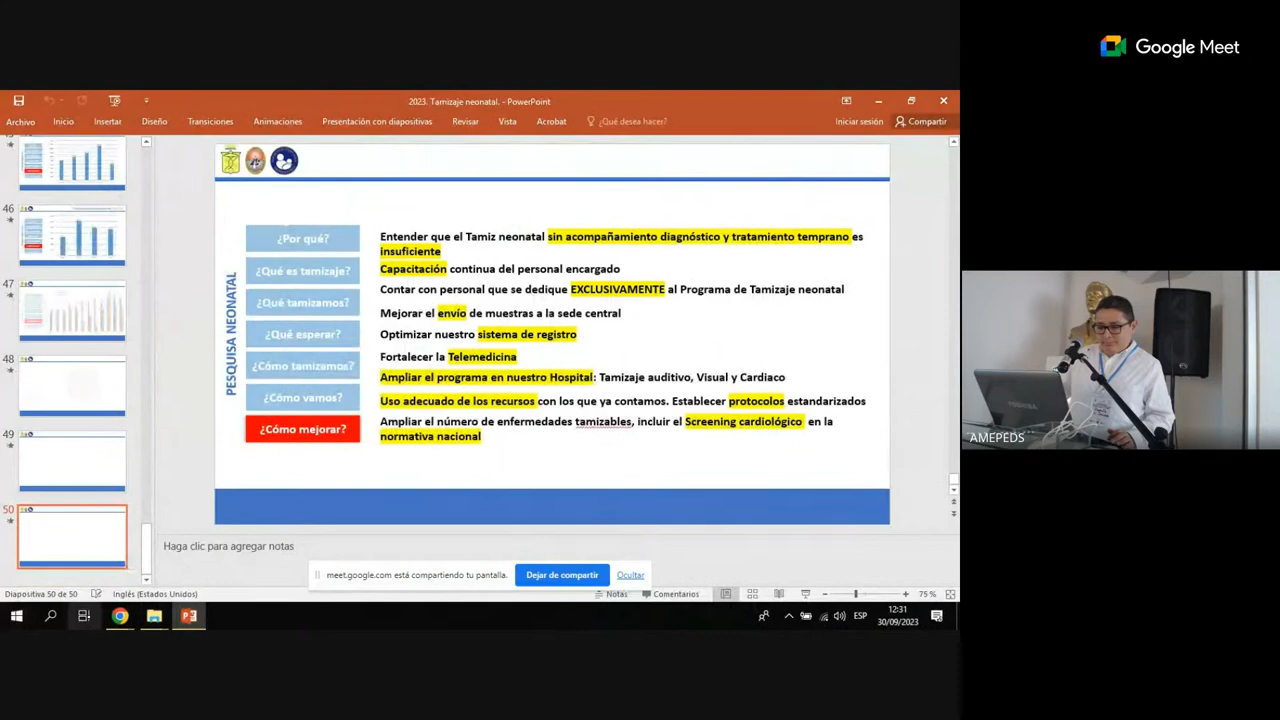 Google Meet
2023. Tamizaje neonatal. - PowerPoint
Archivo Inicio Insertar Diseño Transiciones Animaciones Presentación con diapositivas Revisar Vista Acrobat ¿Qué desea hacer? Iniciar sesión Compartir
46
47
48
49
50
PESQUISA NEONATAL
¿Por qué?
¿Qué es tamizaje?
¿Qué tamizamos?
¿Qué esperar?
¿Cómo tamizamos?
¿Cómo vamos?
¿Cómo mejorar?
Entender que el Tamiz neonatal sin acompañamiento diagnóstico y tratamiento temprano es
insuficiente
Capacitación continua del personal encargado
Contar con personal que se dedique EXCLUSIVAMENTE al Programa de Tamizaje neonatal
Mejorar el envío de muestras a la sede central
Optimizar nuestro sistema de registro
Fortalecer la Telemedicina
Ampliar el programa en nuestro Hospital: Tamizaje auditivo, Visual y Cardiaco
Uso adecuado de los recursos con los que ya contamos. Establecer protocolos estandarizados
Ampliar el número de enfermedades tamizables, incluir el Screening cardiológico en la
normativa nacional
TOSHIBA
AMEPEDS
Haga clic para agregar notas
meet.google.com está compartiendo tu pantalla. Dejar de compartir Ocultar
Diapositiva 50 de 50 Inglés (Estados Unidos) Notas Comentarios 75 %
ESP
12:31
30/09/2023